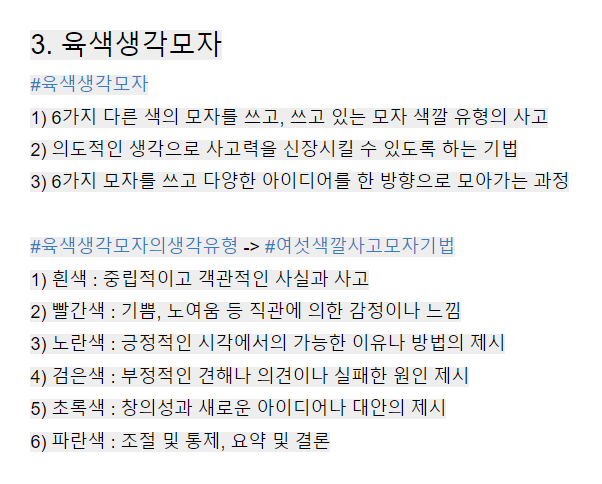 3. 육색생각모자
#육색생각모자
1) 6가지 다른 색의 모자를 쓰고, 쓰고 있는 모자 색깔 유형의 사고
2) 의도적인 생각으로 사고력을 신장시킬 수 있도록 하는 기법
3) 6가지 모자를 쓰고 다양한 아이디어를 한 방향으로 모아가는 과정
#육색생각모자의생각유형 -> #여섯색깔사고모자기법
1) 흰색 : 중립적이고 객관적인 사실과 사고
2) 빨간색 : 기쁨, 노여움 등 직관에 의한 감정이나 느낌
3) 노란색 : 긍정적인 시각에서의 가능한 이유나 방법의 제시
4) 검은색 : 부정적인 견해나 의견이나 실패한 원인 제시
5) 초록색 : 창의성과 새로운 아이디어나 대안의 제시
6) 파란색 : 조절 및 통제, 요약 및 결론